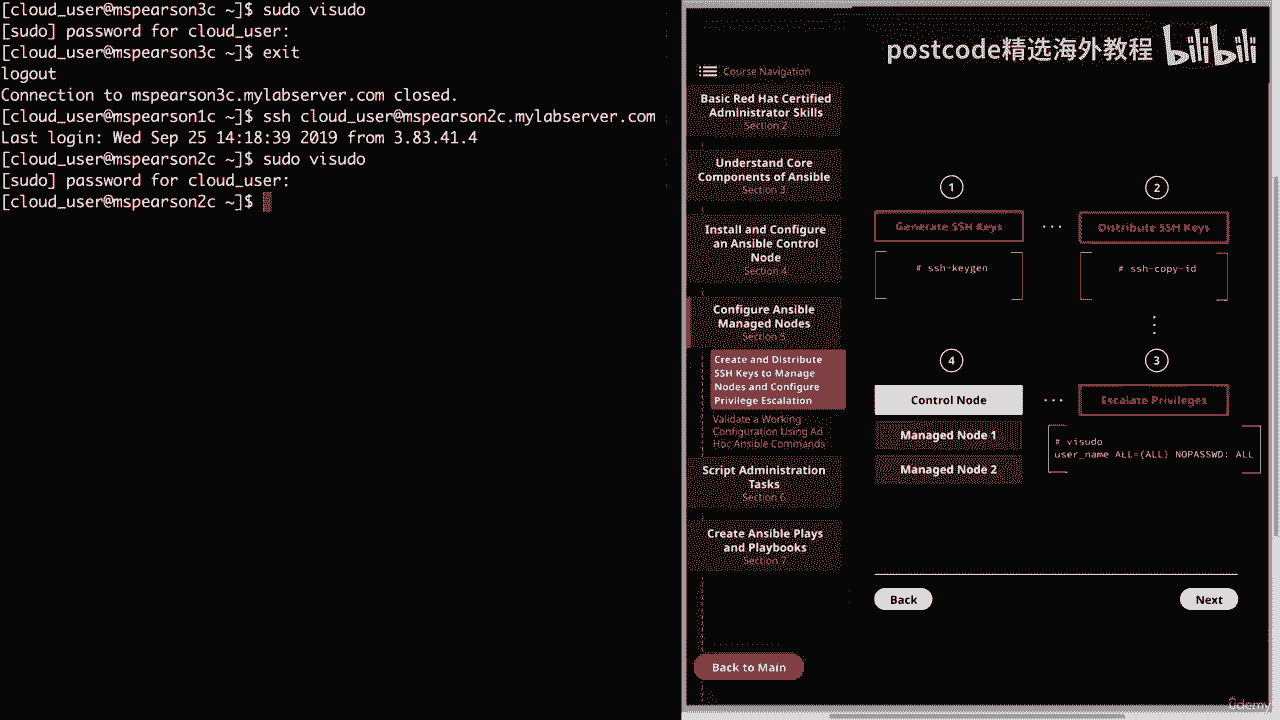 [cloud_user@mspearson3c ~]$ sudo visudo
[sudo] password for cloud_user:
[cloud_user@mspearson3c ~]$ exit
logout
Connection to mspearson3c.mylabserver.com closed.
[cloud_user@mspearson1c ~]$ ssh cloud_user@mspearson2c.mylabserver.com
Last login: Wed Sep 25 14:18:39 2019 from 3.83.41.4
[cloud_user@mspearson2c ~]$ sudo visudo
[sudo] password for cloud_user:
[cloud_user@mspearson2c ~]$
postcode精选海外教程 bilibili
Course Navigation
Basic Red Hat Certified
Administrator Skills
Section 2
Understand Core
Components of Ansible
Section 3
Install and Configure
an Ansible Control
Node
Section 4
Configure Ansible
Managed Nodes
Section 5
Create and Distribute
SSH Keys to Manage
Nodes and Configure
Privilege Escalation
Validate a Working
Configuration Using Ad
Hoc Ansible Commands
Script Administration
Tasks
Section 6
Create Ansible Plays
and Playbooks
Section 7
Back to Main
1
2
Generate SSH Keys
...
Distribute SSH Keys
# ssh-keygen
# ssh-copy-id
4
3
Control Node
...
Escalate Privileges
Managed Node 1
Managed Node 2
# visudo
user_name ALL=(ALL) NOPASSWD: ALL
Back
Next
ûdemy